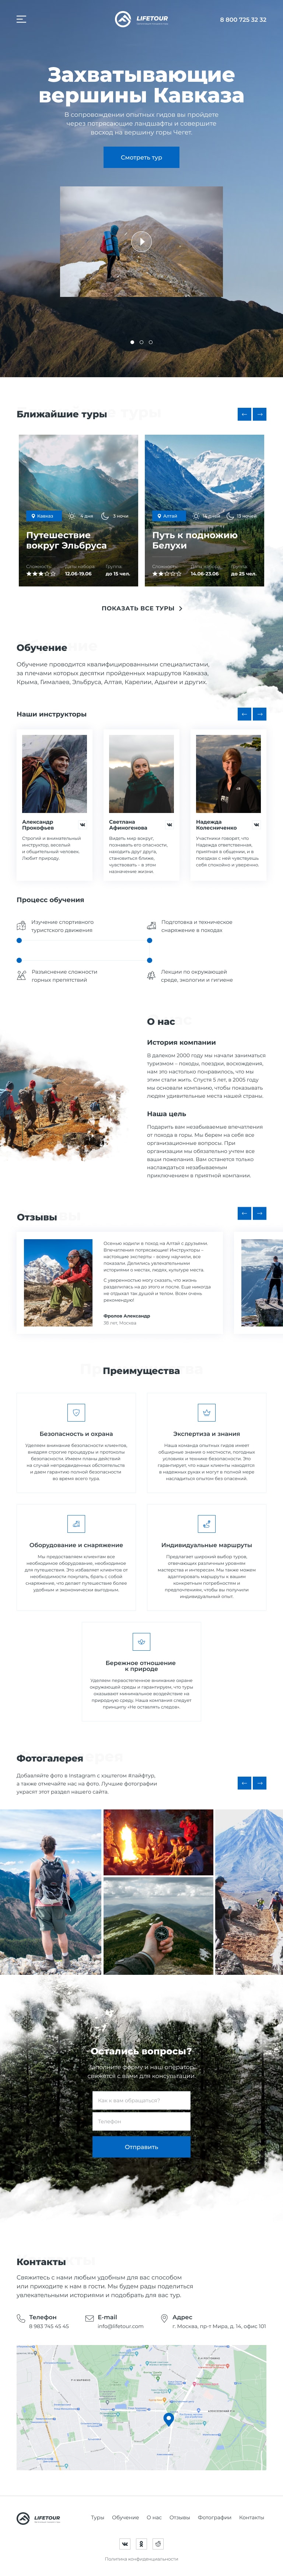 LIFETOUR
8 800 725 32 32
Захватывающие
вершины Кавказа
В сопровождении опытных гидов вы пройдете
через потрясающие ландшафты и совершите
восход на вершину горы Чегет.
Смотреть тур
Ближайшие туры
Кавказ
4 дня
3 ночи
Путешествие
вокруг Эльбруса
Сложность
Дата набора
Группа
12.06-19.06
до 15 чел.
Алтай
14 дней
13 ночей
Путь к подножию
Белухи
Сложность
Дата набора
Группа
14.06-23.06
до 25 чел.
ПОКАЗАТЬ ВСЕ ТУРЫ
Обучение
Обучение проводится квалифицированными специалистами,
за плечами которых десятки пройденных маршрутов Кавказа,
Крыма, Гималаев, Эльбруса, Алтая, Карелии, Адыгеи и других.
Наши инструкторы
Александр
Прокофьев
Строгий и внимательный
инструктор, веселый
и общительный человек.
Любит природу.
Светлана
Афиногенова
Видеть мир вокруг,
познавать его опасности,
находить друг друга,
становиться ближе,
чувствовать – в этом
назначение жизни.
Надежда
Колесниченко
Участники говорят, что
Надежда ответственная,
приятная в общении, и в
походах с ней чувствуешь
себя спокойно и уверенно
Процесс обучения
Изучение спортивного
туристского движения
Подготовка и техническое
снаряжение в походах
Разъяснение сложности
горных препятствий
Лекции по окружающей
среде, экологии и гигиене
О нас
История компании
В далеком 2000 году мы начали заниматься
туризмом – походы, поездки, восхождения,
нам это настолько понравилось, что мы
этим стали жить. Спустя 5 лет, в 2005 году
мы основали компанию, чтобы показывать
людям удивительные места нашей страны.
Наша цель
Подарить вам незабываемые впечатления
от похода в горы. Мы берем на себе все
организационные вопросы. При
организации мы обязательно учтем все
ваши пожелания. Вам останется только
наслаждаться незабываемым
приключением в приятной компании.
Отзывы
Осенью ходили в поход на Алтай с друзьями.
Впечатления потрясающие! Инструкторы -
настоящие эксперты - всему научили, все
показали. Делились увлекательными
историями о местах, людях, культуре места.
С уверенностью могу сказать, что жизнь
разделилась на до этого и после. Еще никогда
не отдыхал так душой и телом. Всем очень
рекомендую!
Фролов Александр
36 лет, Москва
Преимущества
Безопасность и охрана
Уделяем внимание безопасности клиентов,
внедряя строгие процедуры и протоколы
безопасности. Имеем планы действий
на случай непредвиденных обстоятельств
и даем гарантию полной безопасности
во время всего тура.
Экспертиза и знания
Наша команда опытных гидов имеет
обширные знания о местности, погодных
условиях и технике безопасности. Это
гарантирует, что наши клиенты находятся
в надежных руках и могут в полной мере
насладиться опытом без опасений.
Оборудование и снаряжение
Мы предоставляем клиентам все
необходимое оборудование, необходимое
для путешествия. Это избавляет клиентов от
необходимости покупать, брать с собой
снаряжение, что делает путешествие более
удобным и экономически выгодным.
Индивидуальные маршруты
Предлагает широкий выбор туров,
отвечающих различным уровням
мастерства и интересам. Мы также можем
адаптировать маршруты к вашим
конкретным потребностям и
предпочтениям, чтобы вы получили
индивидуальный опыт.
Бережное отношение
к природе
Уделяем первостепенное внимание охране
окружающей среды и гарантируем, что туры
оказывают минимальное воздействие на
природную среду. Наша компания следует
принципу «Не оставлять следов».
Фотогалерея
Добавляйте фото в Instagram с хэштегом #лайфтур,
а также отмечайте нас на фото. Лучшие фотографии
украсят этот раздел нашего сайта.
Остались вопросы?
Заполните форму и наш оператор
свяжется с вами для консультации.
Как к вам обращаться?
Телефон
Отправить
Контакты
Свяжитесь с нами любым удобным для вас способом
или приходите к нам в гости. Мы будем рады поделиться
увлекательными историями и подобрать для вас тур.
Телефон
8 983 745 45 45
E-mail
info@lifetour.com
Адрес
г. Москва, пр-т Мира, д. 14, офис 101
LIFETOUR
Туры
Обучение
О нас
Отзывы
Фотографии
Контакты
Политика конфиденциальности